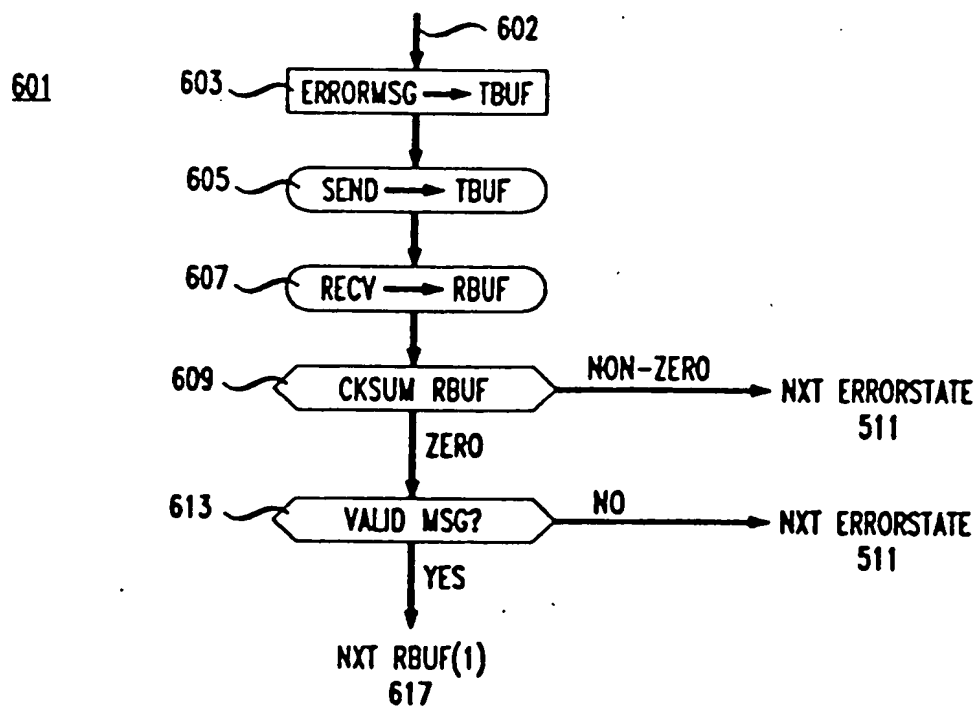 602
601
603
ERRORMSG → TBUF
605
SEND → TBUF
607
RECV → RBUF
609
CKSUM RBUF
NON-ZERO
NXT ERRORSTATE
511
ZERO
613
VALID MSG?
NO
NXT ERRORSTATE
511
YES
NXT RBUF(1)
617